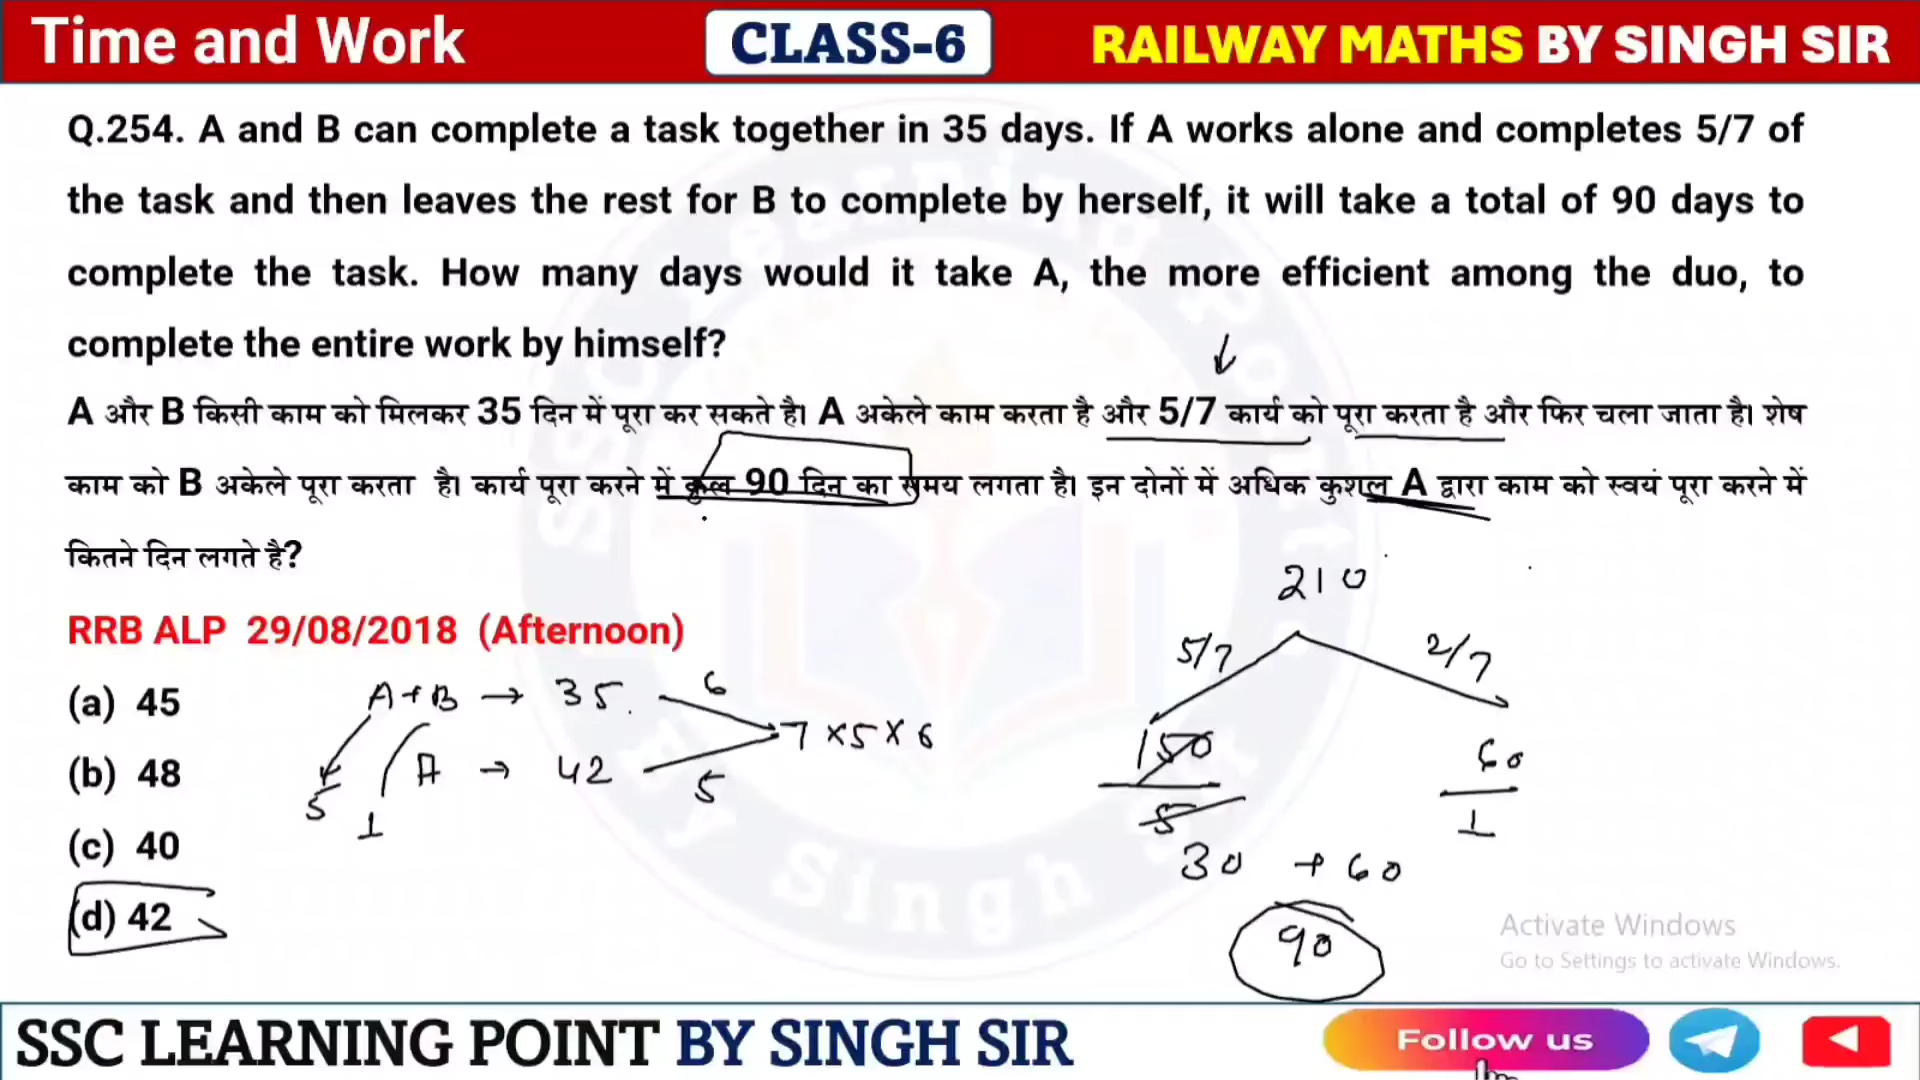 Time and Work
CLASS-6
RAILWAY MATHS BY SINGH SIR
Q.254. A and B can complete a task together in 35 days. If A works alone and completes 5/7 of
the task and then leaves the rest for B to complete by herself, it will take a total of 90 days to
complete the task. How many days would it take A, the more efficient among the duo, to
complete the entire work by himself?
A और B किसी काम को मिलकर 35 दिन में पूरा कर सकते है। A अकेले काम करता है और 5/7 कार्य को पूरा करता है और फिर चला जाता है। शेष
काम को B अकेले पूरा करता है। कार्य पूरा करने में कुल 90 दिन का समय लगता है। इन दोनों में अधिक कुशल A द्वारा काम को स्वयं पूरा करने में
कितने दिन लगते है?
RRB ALP 29/08/2018 (Afternoon)
(a) 45
(b) 48
(c) 40
(d) 42
A+B → 35 6
A → 42 5
7×5×6
5 1
210
5/7 2/7
150 60
5 1
30 + 60
90
SSC Learning Point
By Singh Sir
Activate Windows
Go to Settings to activate Windows.
SSC LEARNING POINT BY SINGH SIR
Follow us